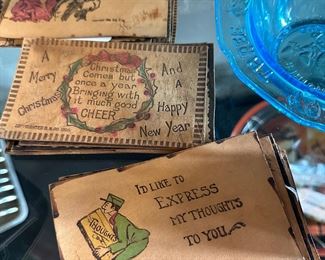 A
Merry
Christmas
Christmas
Comes but
once a year
Bringing with
it much good
CHEER
And
A
Happy
New Year
I'D LIKE TO
EXPRESS
MY THOUGHTS
TO YOU
THOUGHTS